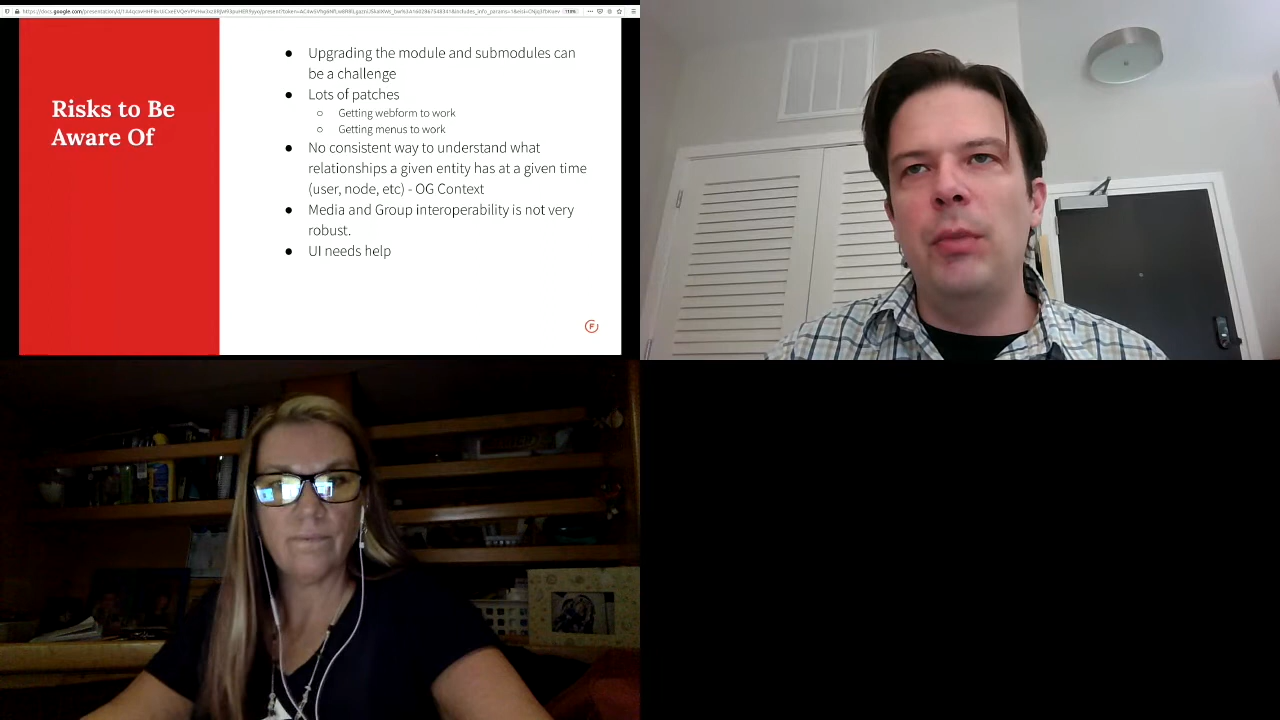 Risks to Be
Aware Of
● Upgrading the module and submodules can
be a challenge
● Lots of patches
○ Getting webform to work
○ Getting menus to work
● No consistent way to understand what
relationships a given entity has at a given time
(user, node, etc) - OG Context
● Media and Group interoperability is not very
robust.
● UI needs help
F